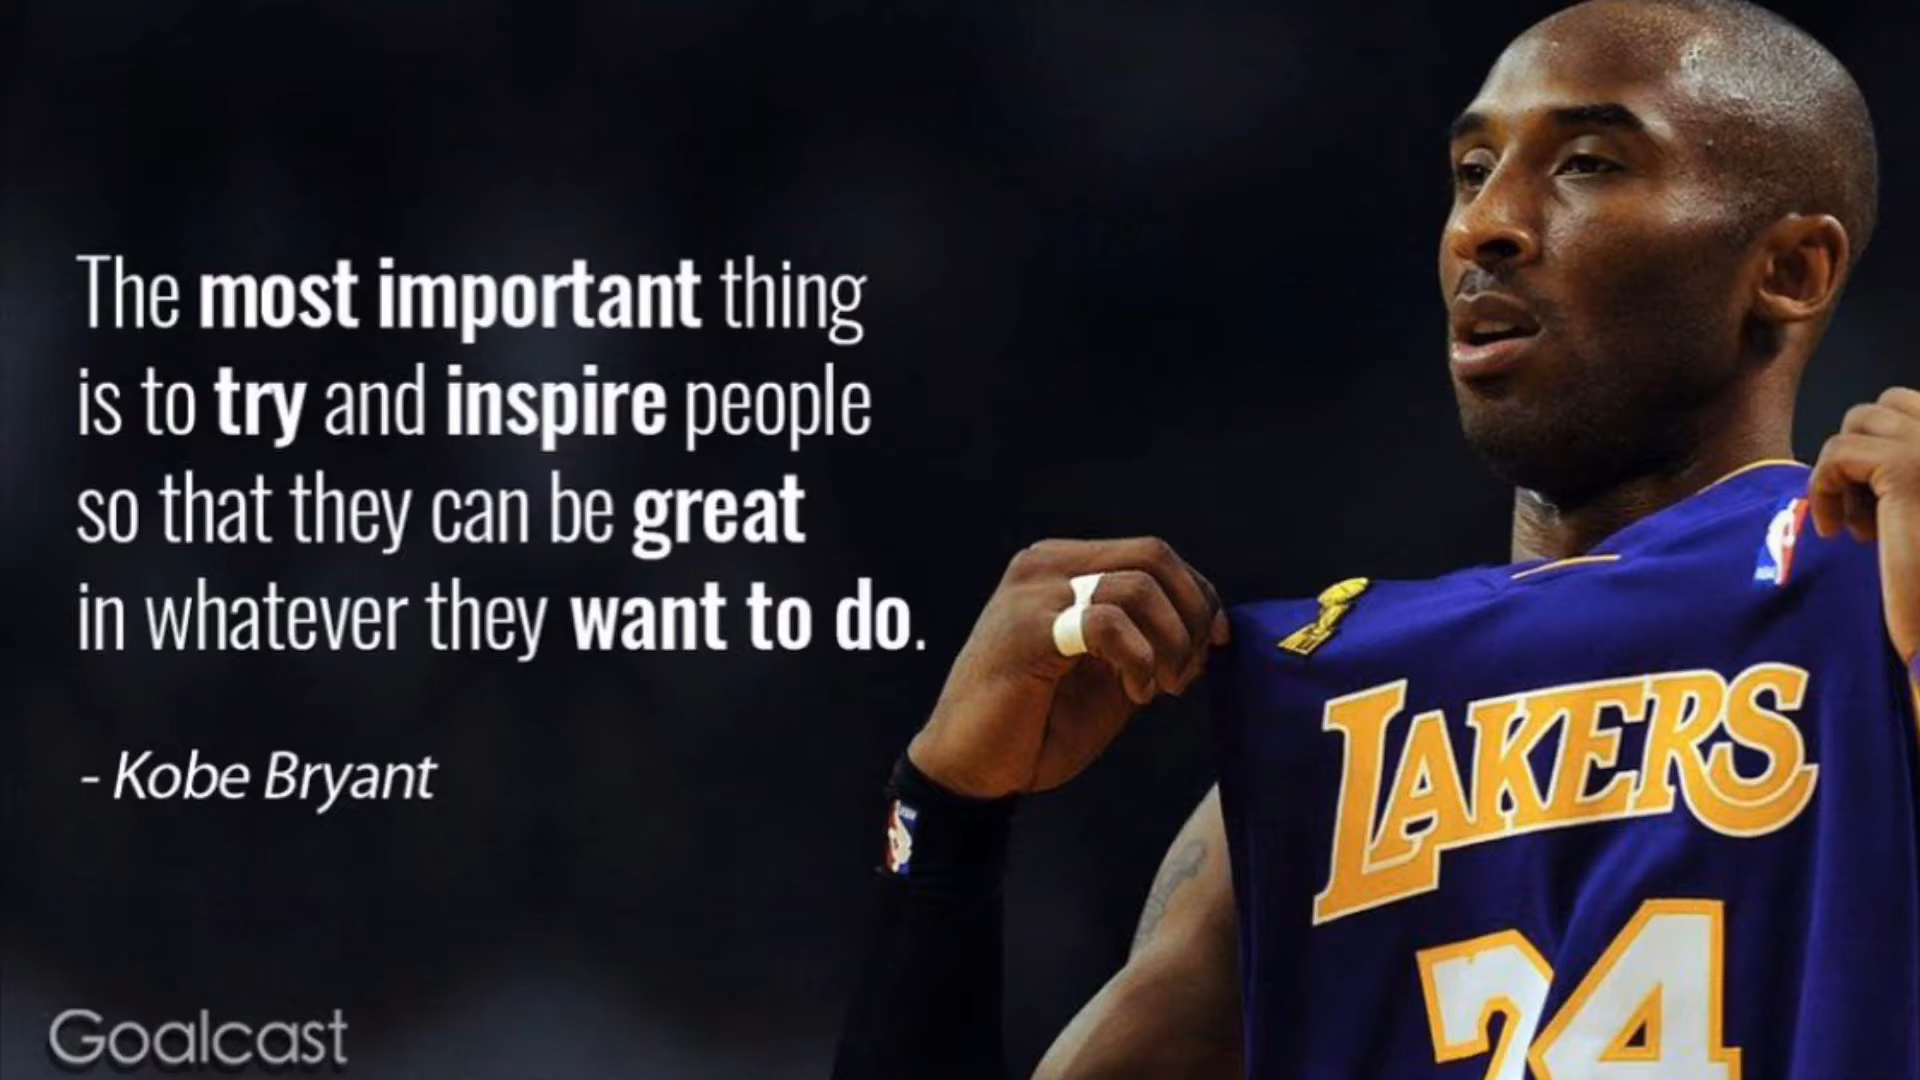 The most important thing
is to try and inspire people
so that they can be great
in whatever they want to do.
- Kobe Bryant
LAKERS
24
Goalcast